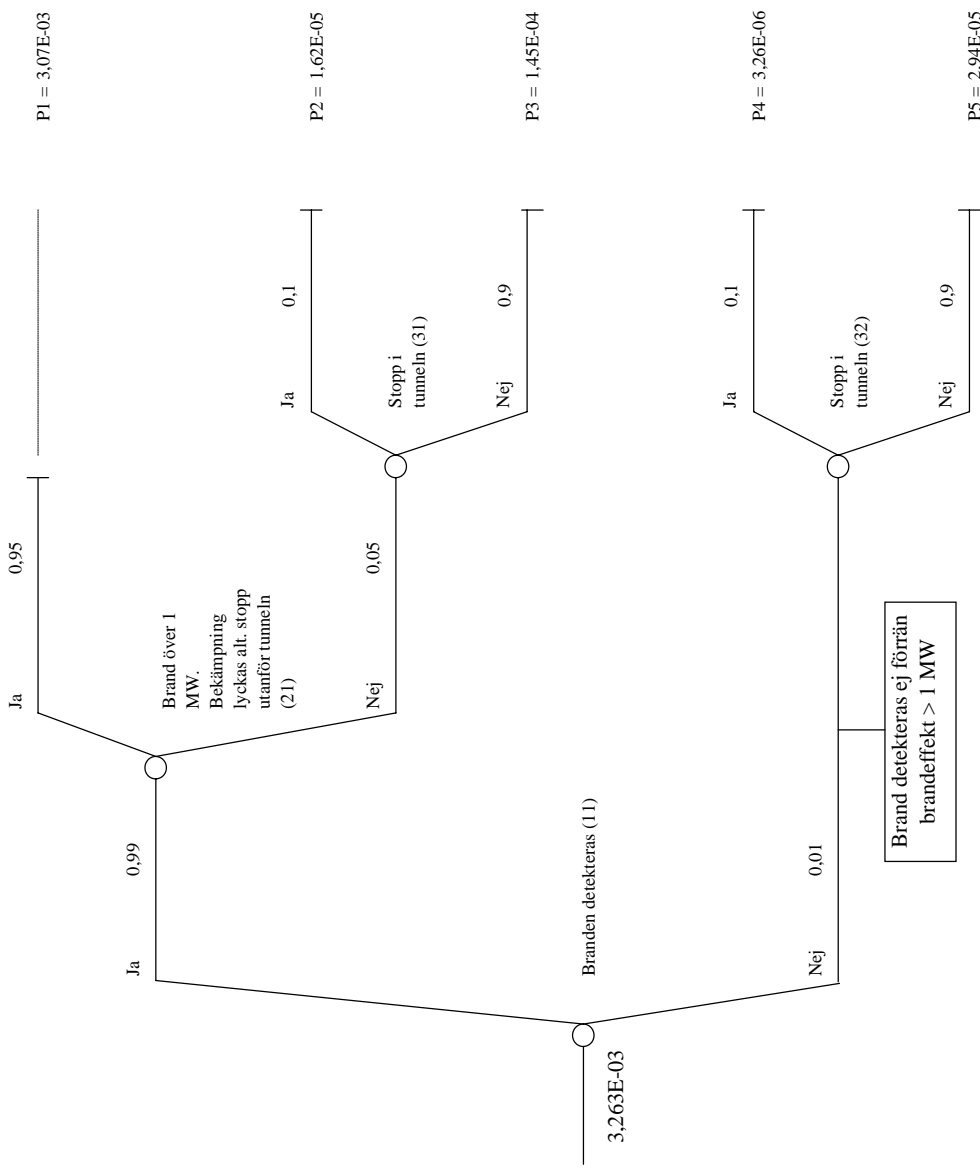 Ja
0,95
P1 = 3,07E-03
Brand över 1
MW.
Bekämpning
lyckas alt. stopp
utanför tunneln
(21)
Ja
0,99
Ja
0,1
P2 = 1,62E-05
Stopp i
tunneln (31)
Nej
0,05
Nej
0,9
P3 = 1,45E-04
Branden detekteras (11)
3,263E-03
Ja
0,1
P4 = 3,26E-06
Stopp i
tunneln (32)
Nej
0,01
Nej
0,9
P5 = 2,94E-05
Brand detekteras ej förrän
brandeffekt > 1 MW